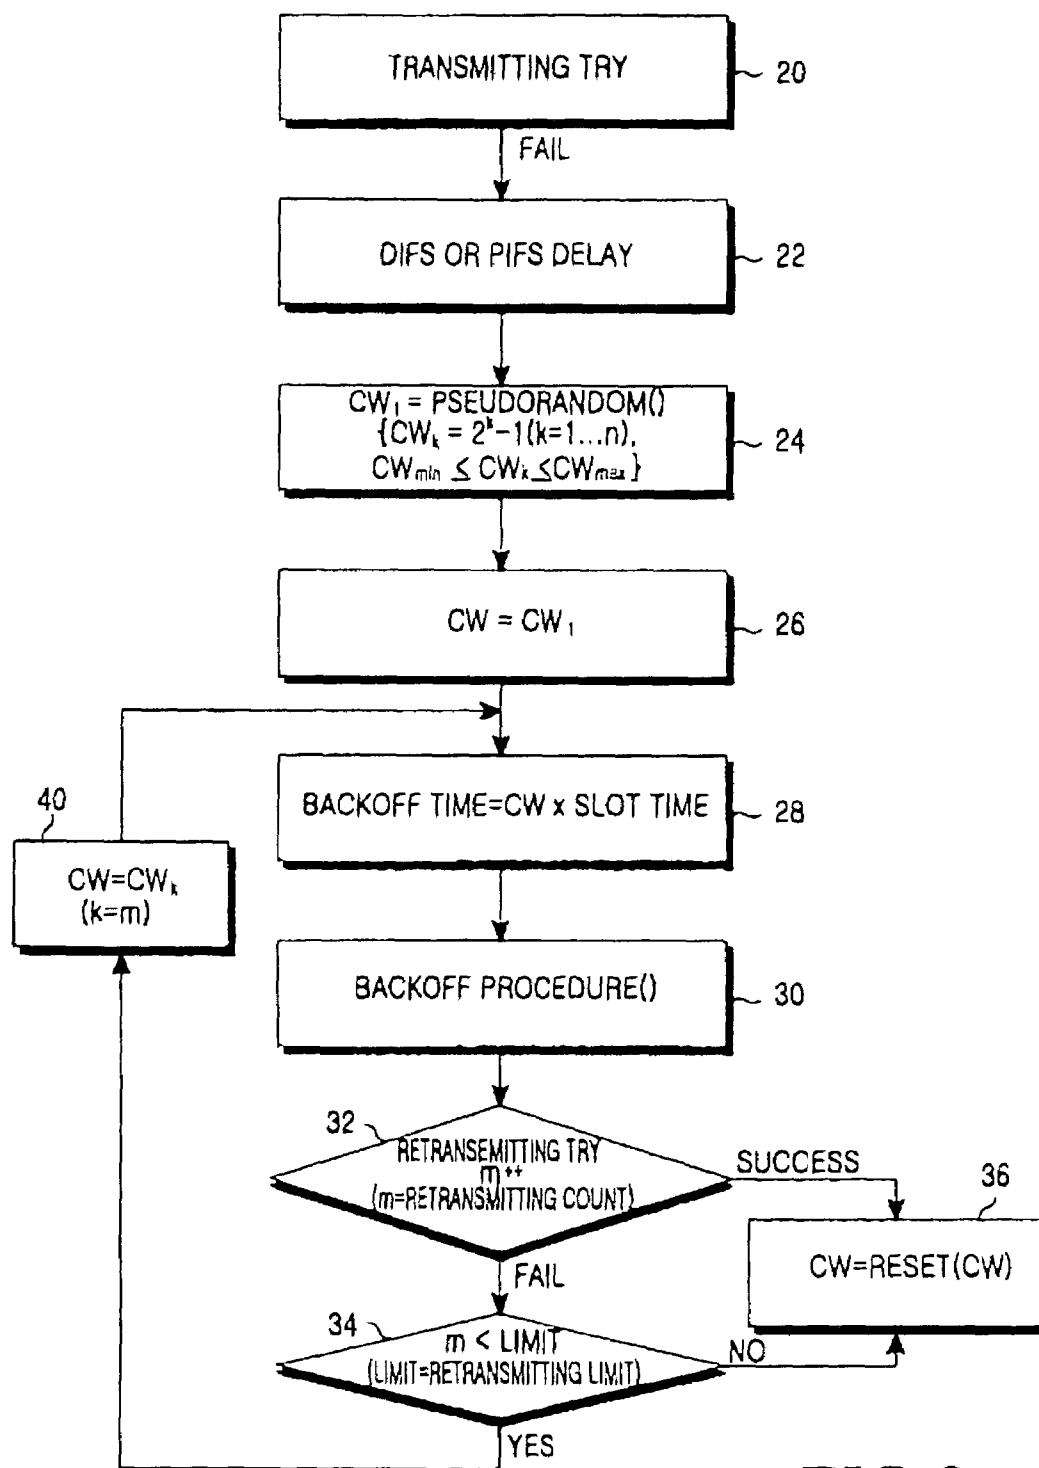 TRANSMITTING TRY
20
FAIL
DIFS OR PIFS DELAY
22
CW₁ = PSEUDORANDOM()
{CWₖ = 2ᵏ-1(k=1...n),
CWmin ≤ CWₖ ≤CWmax}
24
CW = CW₁
26
BACKOFF TIME=CW x SLOT TIME
28
40
CW=CWₖ
(k=m)
BACKOFF PROCEDURE()
30
32
RETRANSEMITTING TRY
m++
(m=RETRANSMITTING COUNT)
SUCCESS
36
CW=RESET(CW)
FAIL
34
m < LIMIT
(LIMIT=RETRANSMITTING LIMIT)
NO
YES